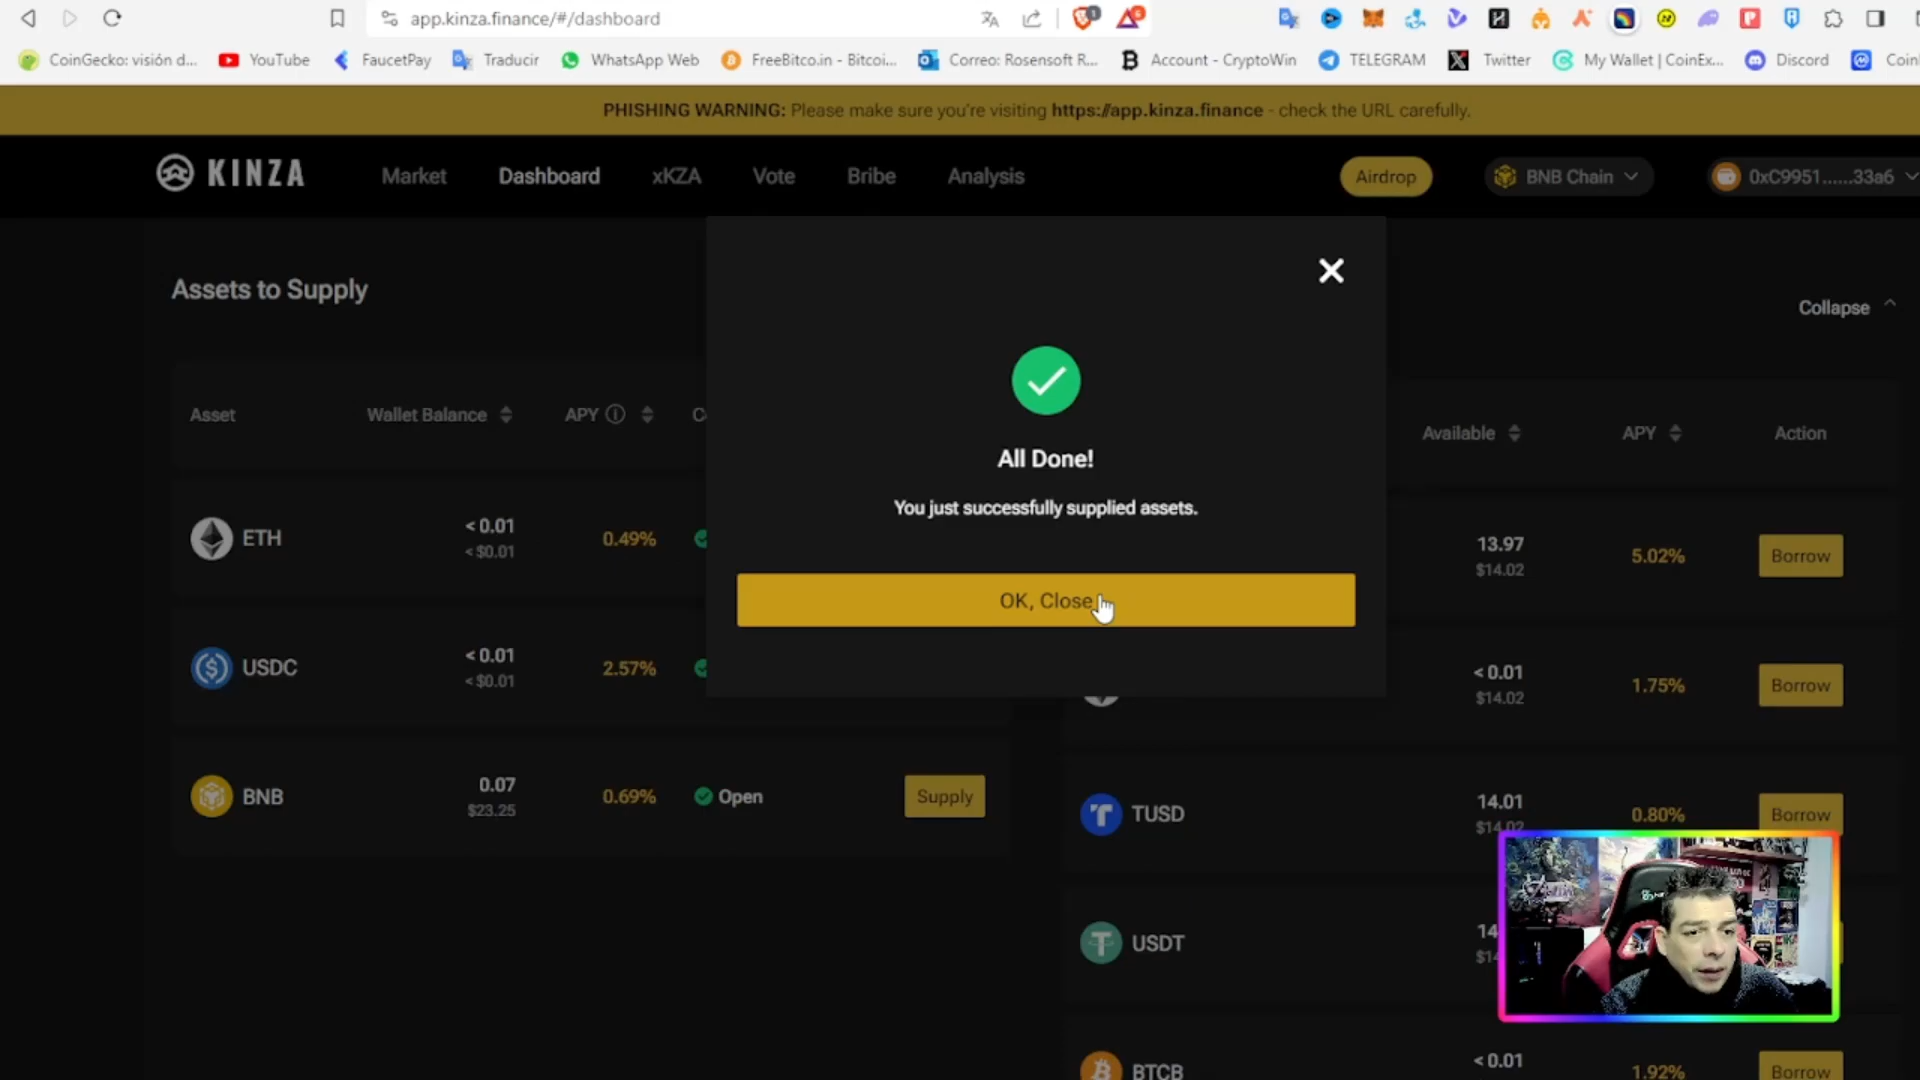 app.kinza.finance/#/dashboard
CoinGecko: visión d...
YouTube
FaucetPay
Traducir
WhatsApp Web
FreeBitco.in - Bitcoi...
Correo: Rosensoft R...
Account - CryptoWin
TELEGRAM
Twitter
My Wallet | CoinEx...
Discord
PHISHING WARNING: Please make sure you're visiting https://app.kinza.finance - check the URL carefully.
KINZA
Market
Dashboard
xKZA
Vote
Bribe
Analysis
Airdrop
BNB Chain
0xC9951......33a6
Assets to Supply
Collapse
Asset
Wallet Balance
APY
Available
APY
Action
All Done!
You just successfully supplied assets.
OK, Close
ETH
< 0.01
< $0.01
0.49%
13.97
$14.02
5.02%
Borrow
USDC
< 0.01
< $0.01
2.57%
< 0.01
$14.02
1.75%
Borrow
BNB
0.07
$23.25
0.69%
Open
Supply
TUSD
14.01
$14.02
0.80%
Borrow
USDT
BTCB
< 0.01
1.92%
Borrow